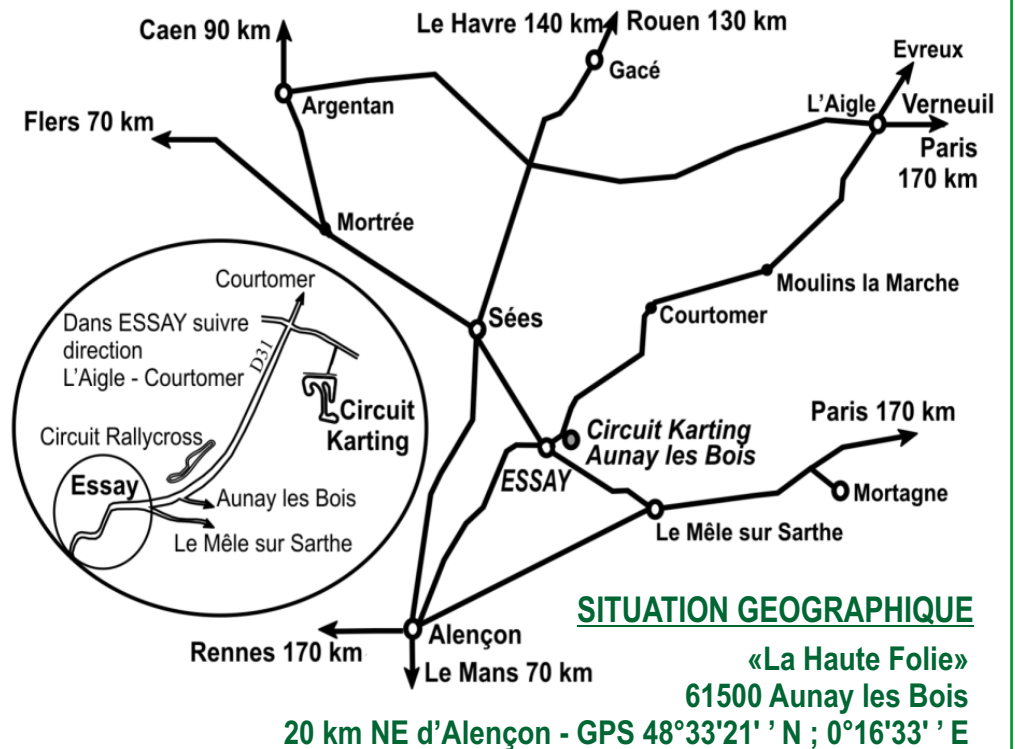 Caen 90 km
Le Havre 140 km
Rouen 130 km
Evreux
Gacé
L'Aigle
Verneuil
Argentan
Flers 70 km
Paris
170 km
Mortrée
Courtomer
Moulins la Marche
Dans ESSAY suivre
direction
L'Aigle - Courtomer
D31
Sées
Courtomer
Circuit
Karting
Paris 170 km
Circuit Rallycross
Circuit Karting
Aunay les Bois
Essay
ESSAY
Mortagne
Aunay les Bois
Le Mêle sur Sarthe
Le Mêle sur Sarthe
SITUATION GEOGRAPHIQUE
Alençon
Rennes 170 km
Le Mans 70 km
«La Haute Folie»
61500 Aunay les Bois
20 km NE d'Alençon - GPS 48°33'21' ' N ; 0°16'33' ' E